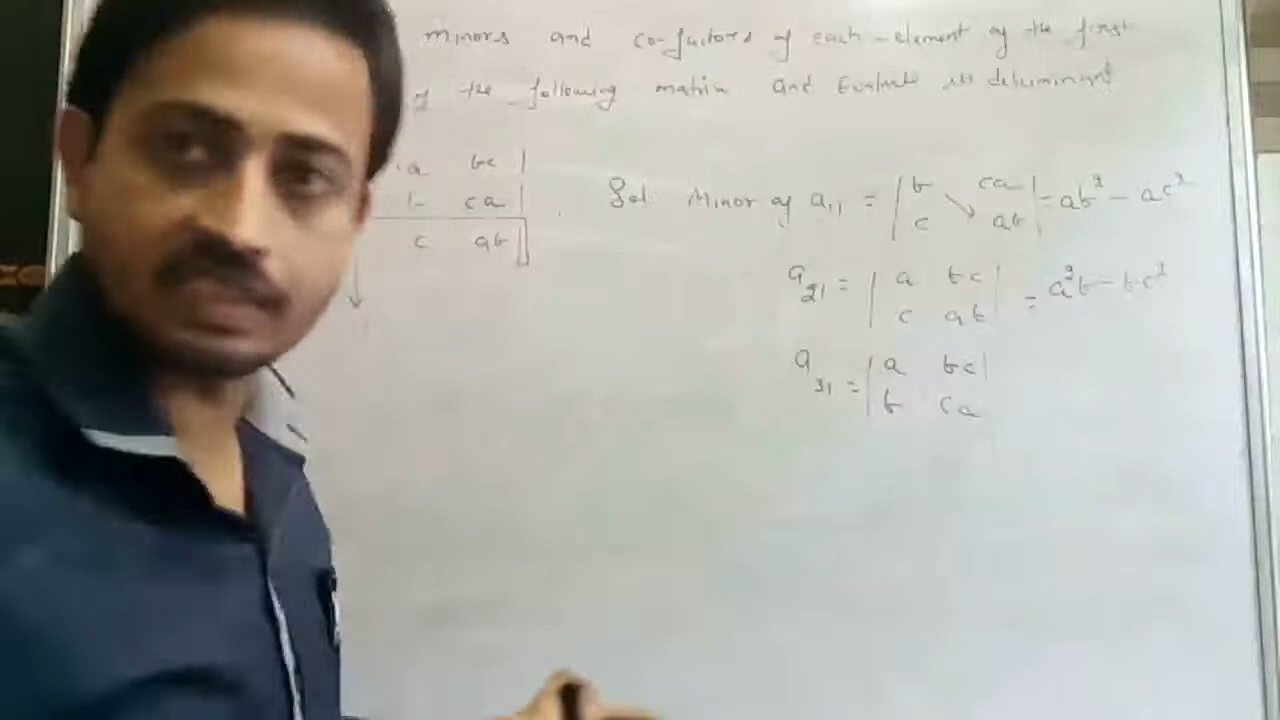 minors and co-factors of each element of the first
of the following matrix and Evaluate its determinant
a bc |
b ca |
c ab
Sol Minor of a₁₁ = | b ca | = ab² - ac²
| c ab |
a₂₁ = | a bc | = a²b - bc²
| c ab |
a₃₁ = | a bc |
| b ca